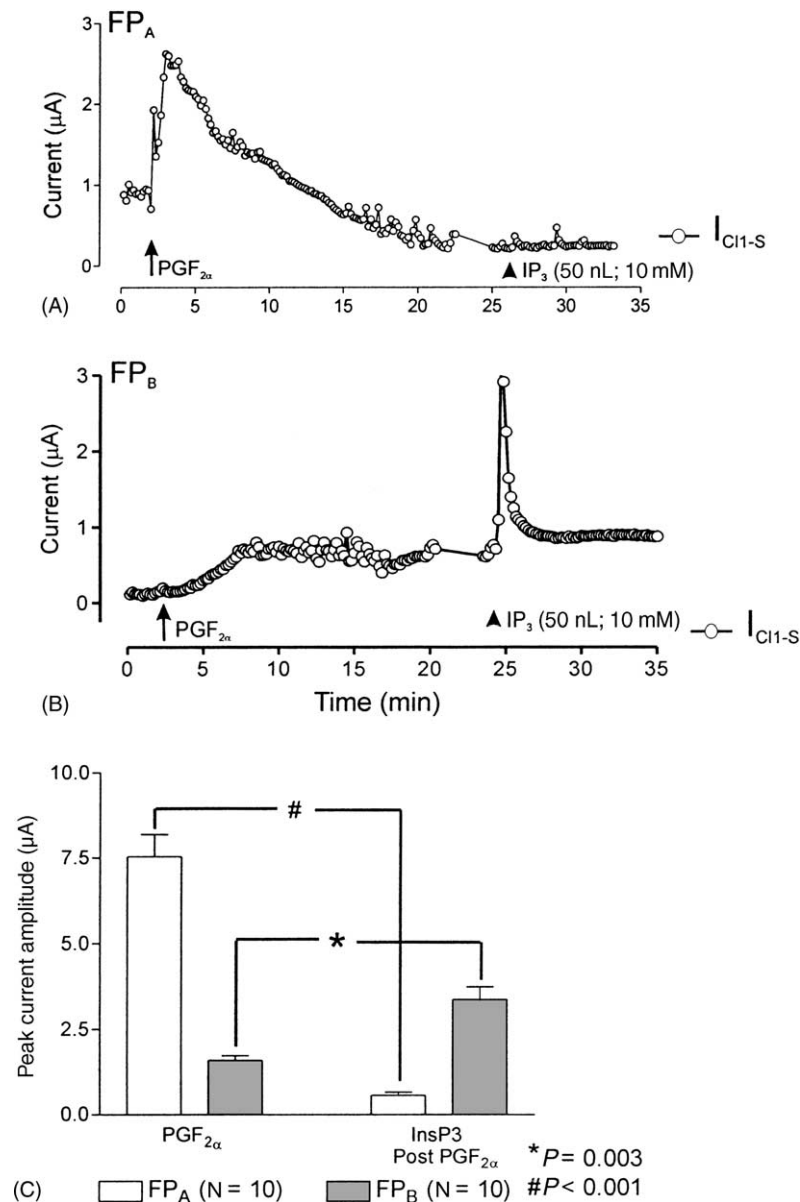 FP_A
3
2
1
0
Current (µA)
PGF_2α
IP_3 (50 nL; 10 mM)
I_Cl1-S
0 5 10 15 20 25 30 35
(A)
FP_B
3
2
1
0
Current (µA)
PGF_2α
IP_3 (50 nL; 10 mM)
I_Cl1-S
0 5 10 15 20 25 30 35
Time (min)
(B)
10.0
7.5
5.0
2.5
0.0
Peak current amplitude (µA)
#
*
PGF_2α
InsP3
Post PGF_2α
*P = 0.003
#P < 0.001
(C)
FP_A (N = 10) FP_B (N = 10)